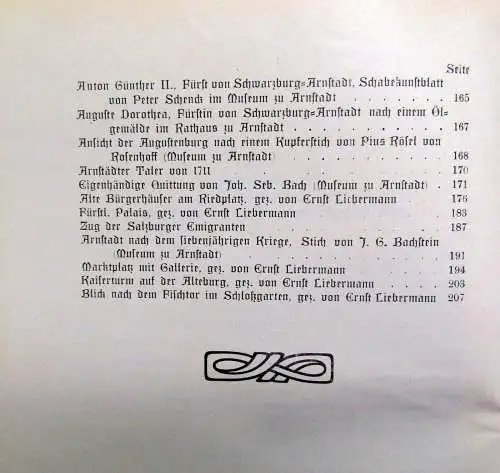 Seite
Anton Günther II., Fürst von Schwarzburg=Arnstadt, Schabekunstblatt
von Peter Schenck im Museum zu Arnstadt . . . . . . . . 165
Auguste Dorothea, Fürstin von Schwarzburg=Arnstadt nach einem Öl=
gemälde im Rathaus zu Arnstadt . . . . . . . . . . 167
Ansicht der Augustenburg nach einem Kupferstich von Pius Rösel von
Rosenhoff (Museum zu Arnstadt) . . . . . . . . . . 168
Arnstädter Taler von 1711 . . . . . . . . . . . . 170
Eigenhändige Quittung von Joh. Seb. Bach (Museum zu Arnstadt) . 171
Alte Bürgerhäuser am Riedplatz, gez. von Ernst Liebermann . . . 176
Fürstl. Palais, gez. von Ernst Liebermann . . . . . . . . 183
Zug der Salzburger Emigranten . . . . . . . . . . . 187
Arnstadt nach dem siebenjährigen Kriege, Stich von J. G. Bachstein
(Museum zu Arnstadt) . . . . . . . . . . . . . 191
Marktplatz mit Gallerie, gez. von Ernst Liebermann . . . . . . 194
Kaiserturm auf der Alteburg, gez. von Ernst Liebermann . . . . 203
Blick nach dem Pischtor im Schloßgarten, gez. von Ernst Liebermann 207